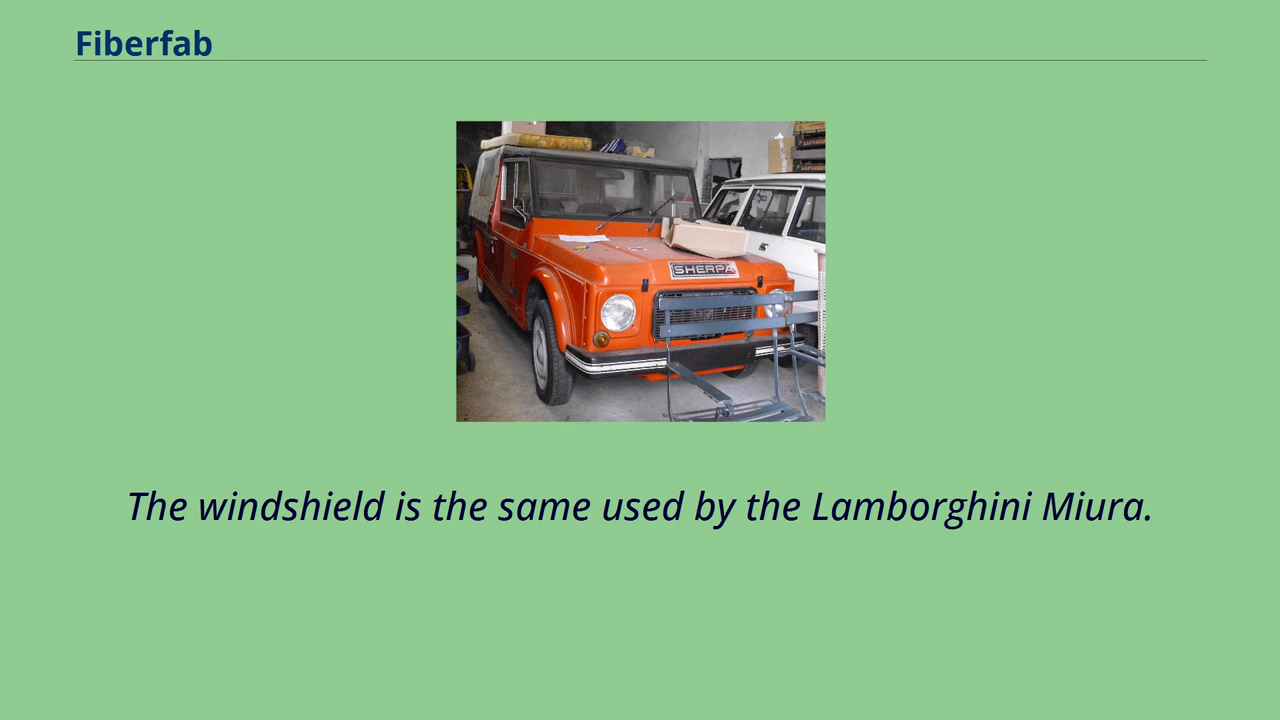 Fiberfab
SHERPA
The windshield is the same used by the Lamborghini Miura.